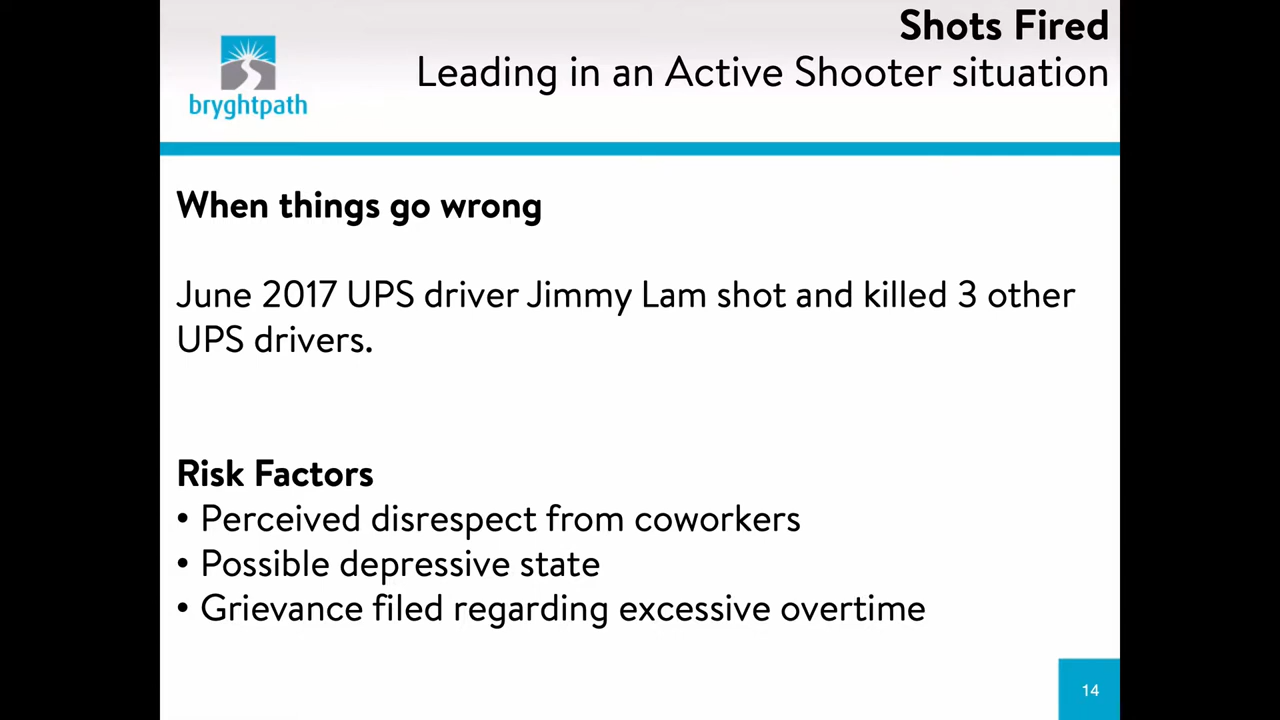 Shots Fired
Leading in an Active Shooter situation
bryghtpath
When things go wrong
June 2017 UPS driver Jimmy Lam shot and killed 3 other
UPS drivers.
Risk Factors
• Perceived disrespect from coworkers
• Possible depressive state
• Grievance filed regarding excessive overtime
14